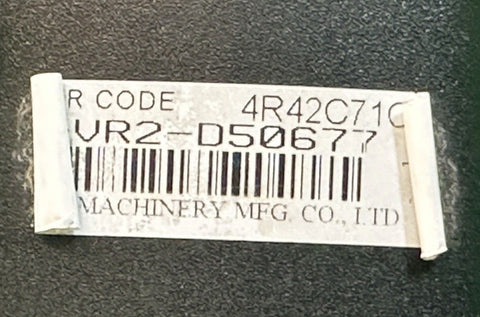 R CODE 4R42C71
VR2-D50677
MACHINERY MFG. CO., LTD